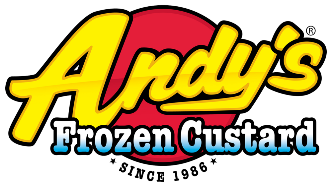 Andy's®
Frozen Custard
* SINCE 1986 *